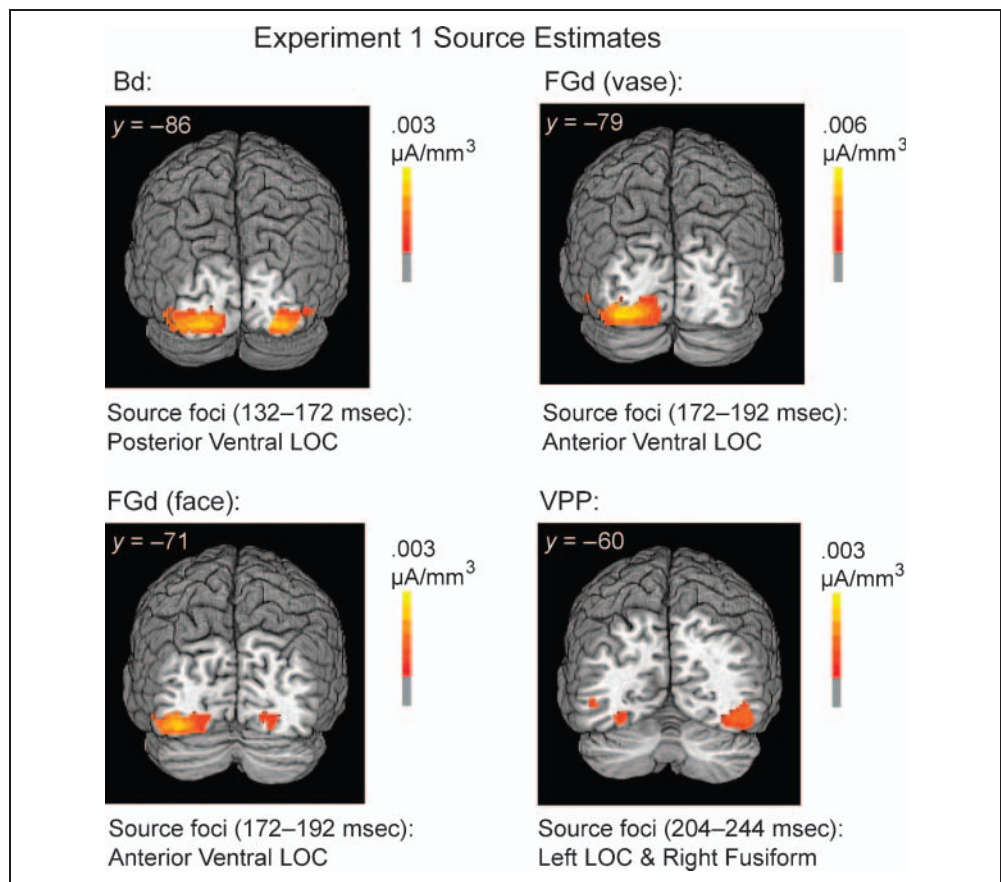 Experiment 1 Source Estimates
Bd:
y = –86
.003
µA/mm³
Source foci (132–172 msec):
Posterior Ventral LOC
FGd (vase):
y = –79
.006
µA/mm³
Source foci (172–192 msec):
Anterior Ventral LOC
FGd (face):
y = –71
.003
µA/mm³
Source foci (172–192 msec):
Anterior Ventral LOC
VPP:
y = –60
.003
µA/mm³
Source foci (204–244 msec):
Left LOC & Right Fusiform